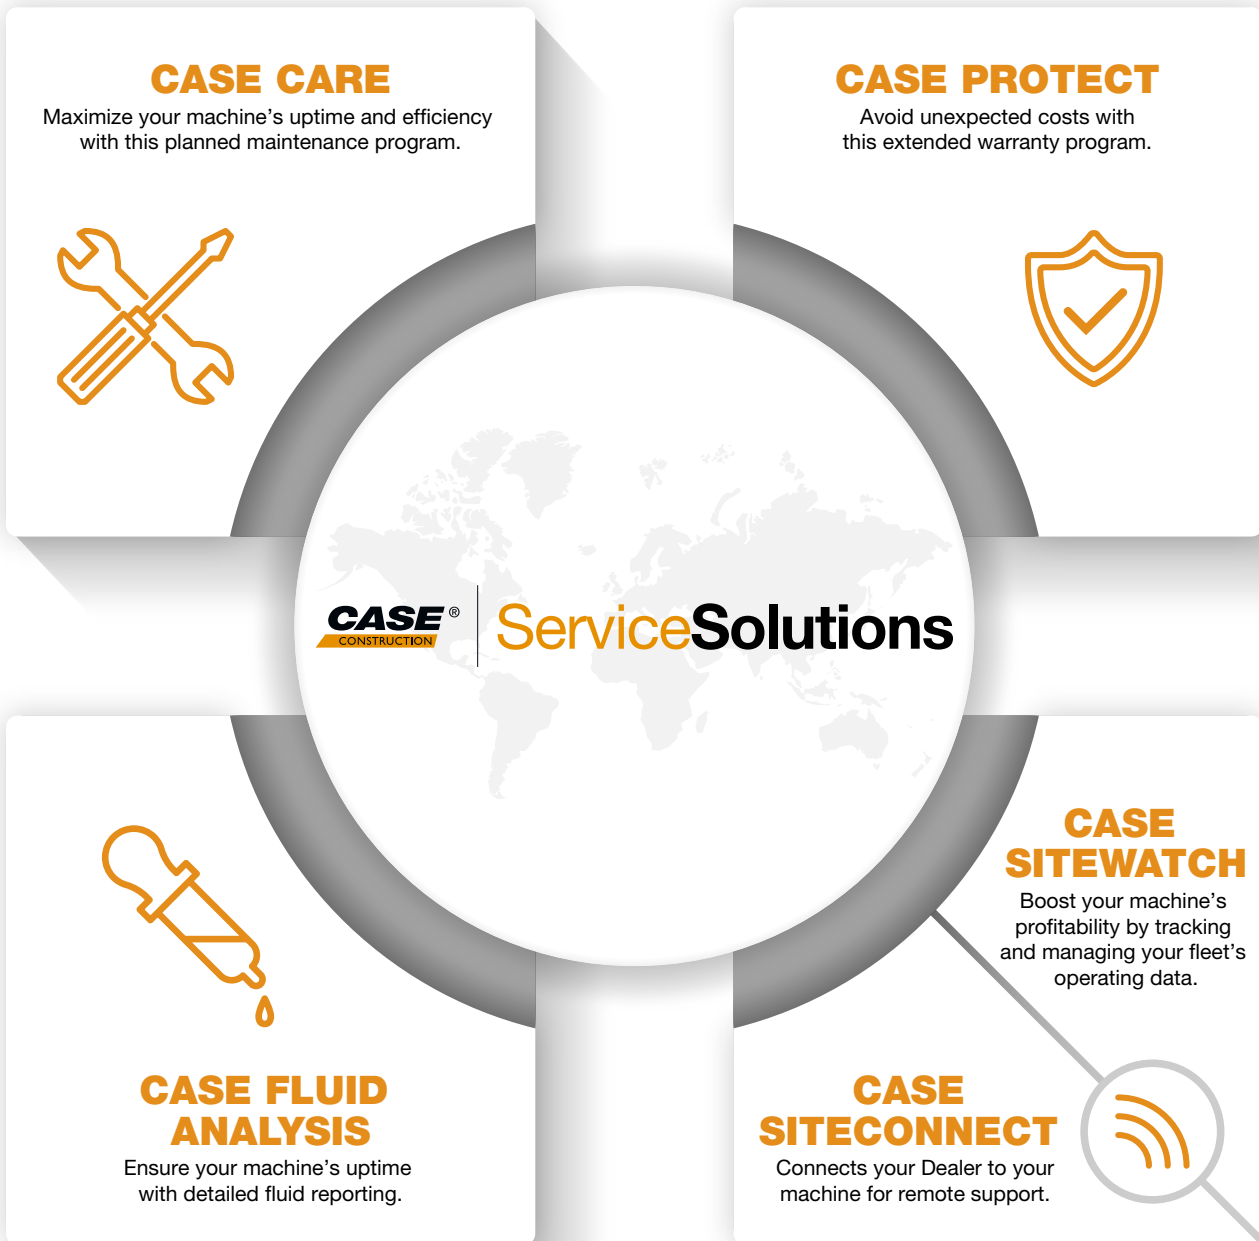 CASE CARE
Maximize your machine’s uptime and efficiency
with this planned maintenance program.
CASE PROTECT
Avoid unexpected costs with
this extended warranty program.
CASE®
CONSTRUCTION
ServiceSolutions
CASE FLUID
ANALYSIS
Ensure your machine’s uptime
with detailed fluid reporting.
CASE
SITEWATCH
Boost your machine’s
profitability by tracking
and managing your fleet’s
operating data.
CASE
SITECONNECT
Connects your Dealer to your
machine for remote support.